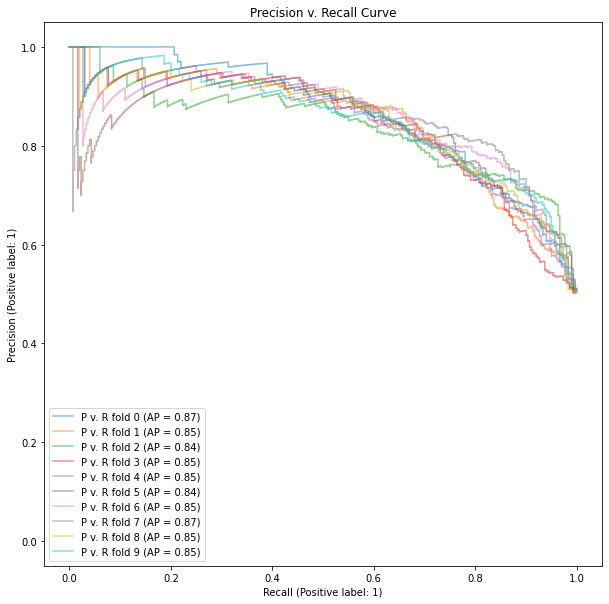 Precision v. Recall Curve
Precision (Positive label: 1)
1.0
0.8
0.6
0.4
0.2
0.0
P v. R fold 0 (AP = 0.87)
P v. R fold 1 (AP = 0.85)
P v. R fold 2 (AP = 0.84)
P v. R fold 3 (AP = 0.85)
P v. R fold 4 (AP = 0.85)
P v. R fold 5 (AP = 0.84)
P v. R fold 6 (AP = 0.85)
P v. R fold 7 (AP = 0.87)
P v. R fold 8 (AP = 0.85)
P v. R fold 9 (AP = 0.85)
0.0 0.2 0.4 0.6 0.8 1.0
Recall (Positive label: 1)